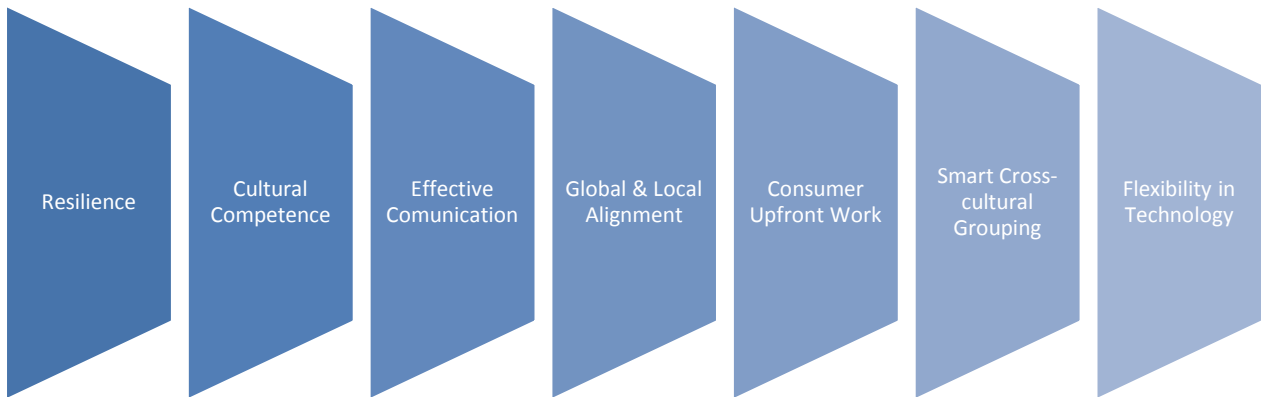 Resilience
Cultural
Competence
Effective
Comunication
Global & Local
Alignment
Consumer
Upfront Work
Smart Cross-
cultural
Grouping
Flexibility in
Technology